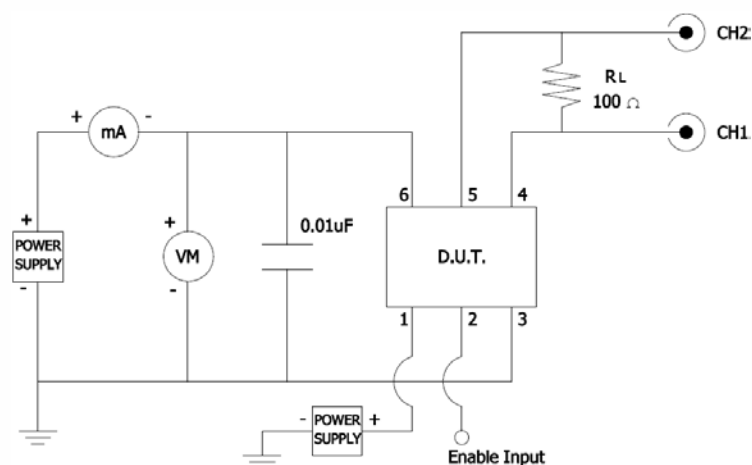 CH2
RL
100 Ω
CH1
+
mA
-
6
5
4
+
POWER
SUPPLY
-
+
VM
-
0.01uF
D.U.T.
1
2
3
-
POWER
SUPPLY
+
Enable Input